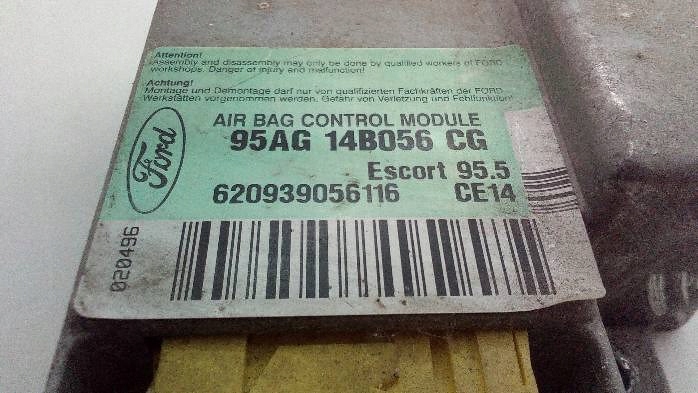 Attention!
Assembly and disassembly may only be done by qualified workers of FORD
workshops. Danger of injury and malfunction!
Achtung!
Montage und Demontage darf nur von qualifizierten Fachkräften der FORD
Werkstätten vorgenommen werden. Gefahr von Verletzung und Fehlfunktion!
AIR BAG CONTROL MODULE
95AG 14B056 CG
Ford
Escort 95.5
620939056116 CE14
020496